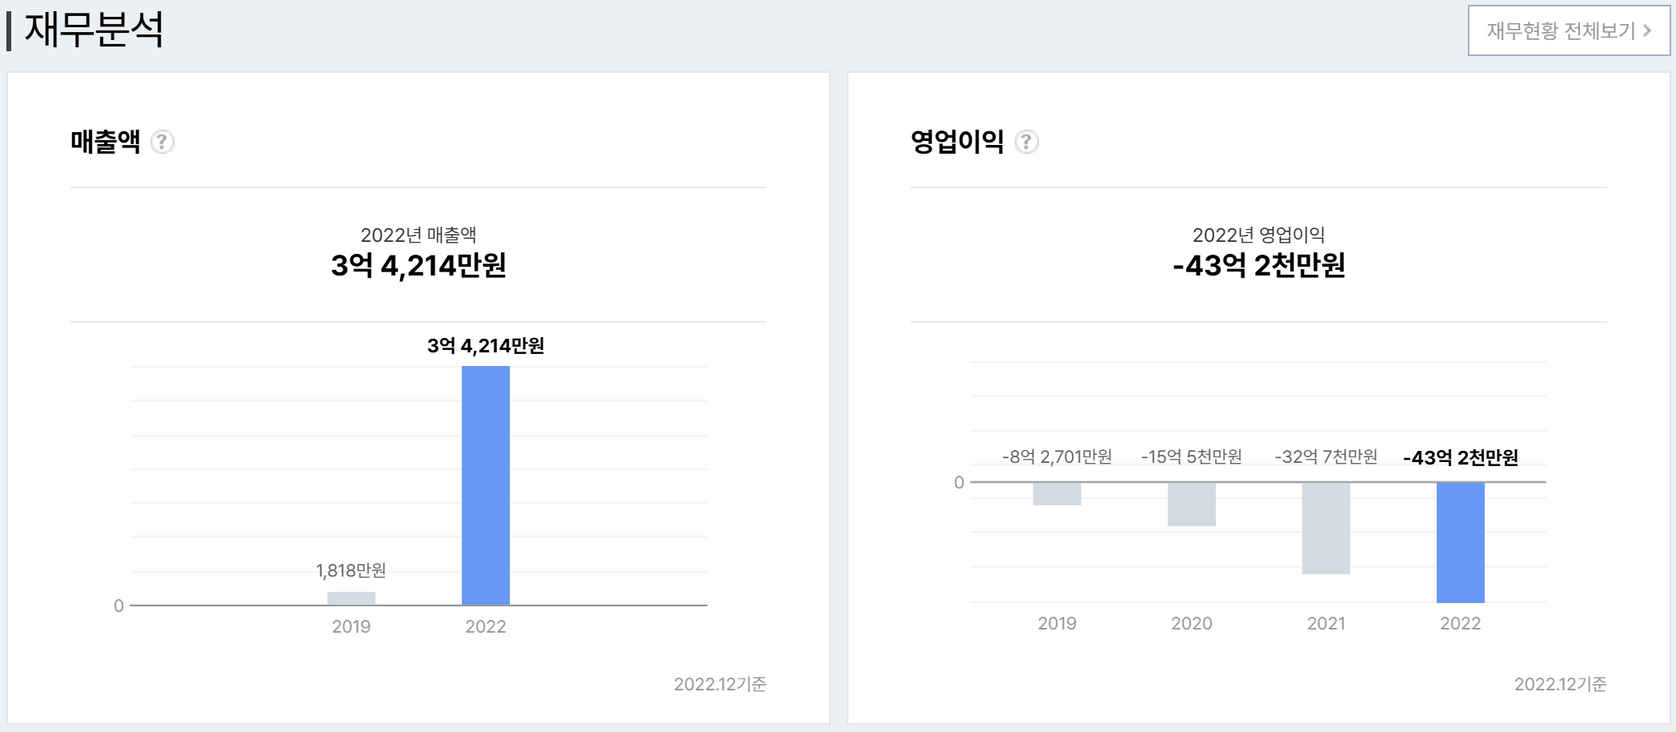 재무분석
재무현황 전체보기 >
매출액 ?
2022년 매출액
3억 4,214만원
3억 4,214만원
1,818만원
0
2019 2022
2022.12기준
영업이익 ?
2022년 영업이익
-43억 2천만원
-8억 2,701만원 -15억 5천만원 -32억 7천만원 -43억 2천만원
0
2019 2020 2021 2022
2022.12기준